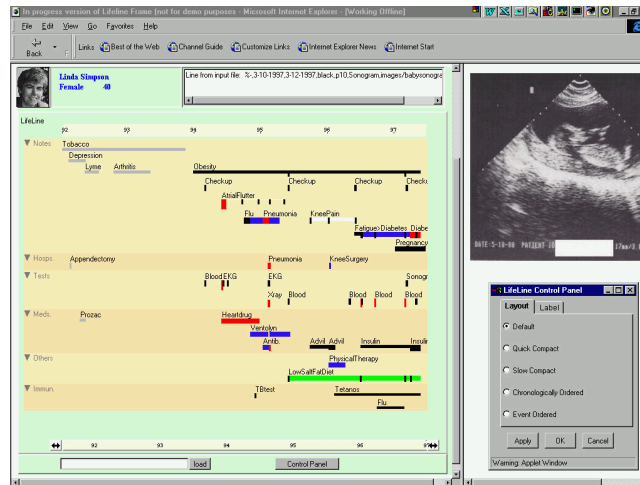 In progress version of Lifeline Frame [not for demo purposes - Microsoft Internet Explorer - [Working Offline]
File Edit View Go Favorites Help
Back
Links Best of the Web Channel Guide Customize Links Internet Explorer News Internet Start
Linda Simpson
Female 40
Line from input file: %-,3-10-1997,3-12-1997,black,p10,Sonogram,images/babysonogra
LifeLine
92 93 94 95 96 97
Notes Tobacco
Depression
Lyme Arthritis Obesity
Checkup Checkup Checkup Checku
AtrialFlutter
Flu Pneumonia KneePain
Fatigue>Diabetes Diabe
Pregnancy
Hosps. Appendectomy Pneumonia KneeSurgery
Tests Blood EKG EKG Sonogr
Xray Blood Blood Blood Blood
Meds. Prozac Heartdrug
Ventolyn
Antib. Advil Advil Insulin Insulin
Others PhysicalTherapy
LowSaltFatDiet
Immun. TBtest Tetanos
Flu
92 93 94 95 96 97
load Control Panel
PATIENT ID
LifeLine Control Panel
Layout Label
Default
Quick Compact
Slow Compact
Chronologically Ordered
Event Ordered
Apply OK Cancel
Warning: Applet Window